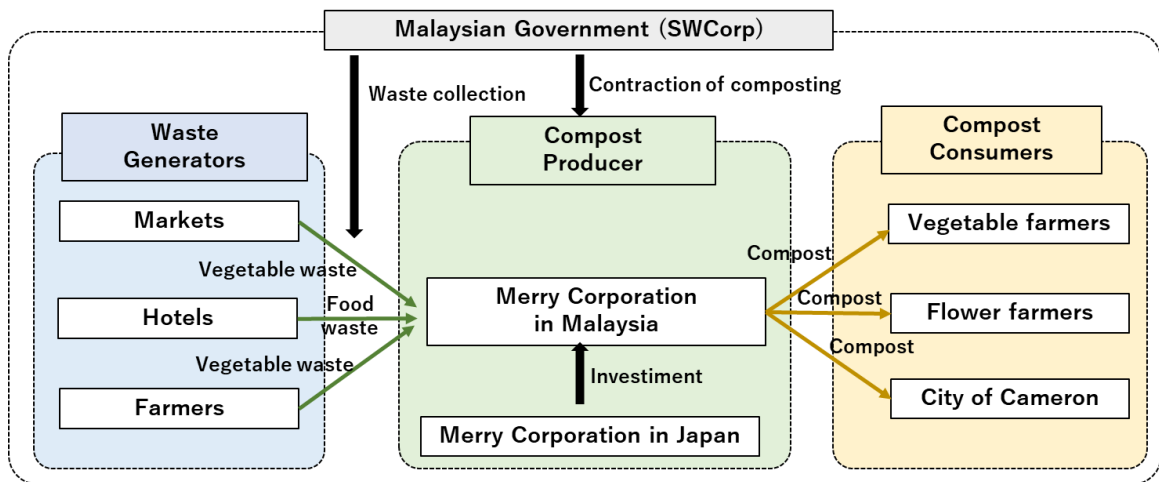 Malaysian Government (SWCorp)
Waste collection
Contraction of composting
Waste
Generators
Compost
Producer
Compost
Consumers
Markets
Vegetable waste
Hotels
Food
waste
Vegetable waste
Farmers
Merry Corporation
in Malaysia
Investiment
Merry Corporation in Japan
Compost
Vegetable farmers
Compost
Flower farmers
Compost
City of Cameron